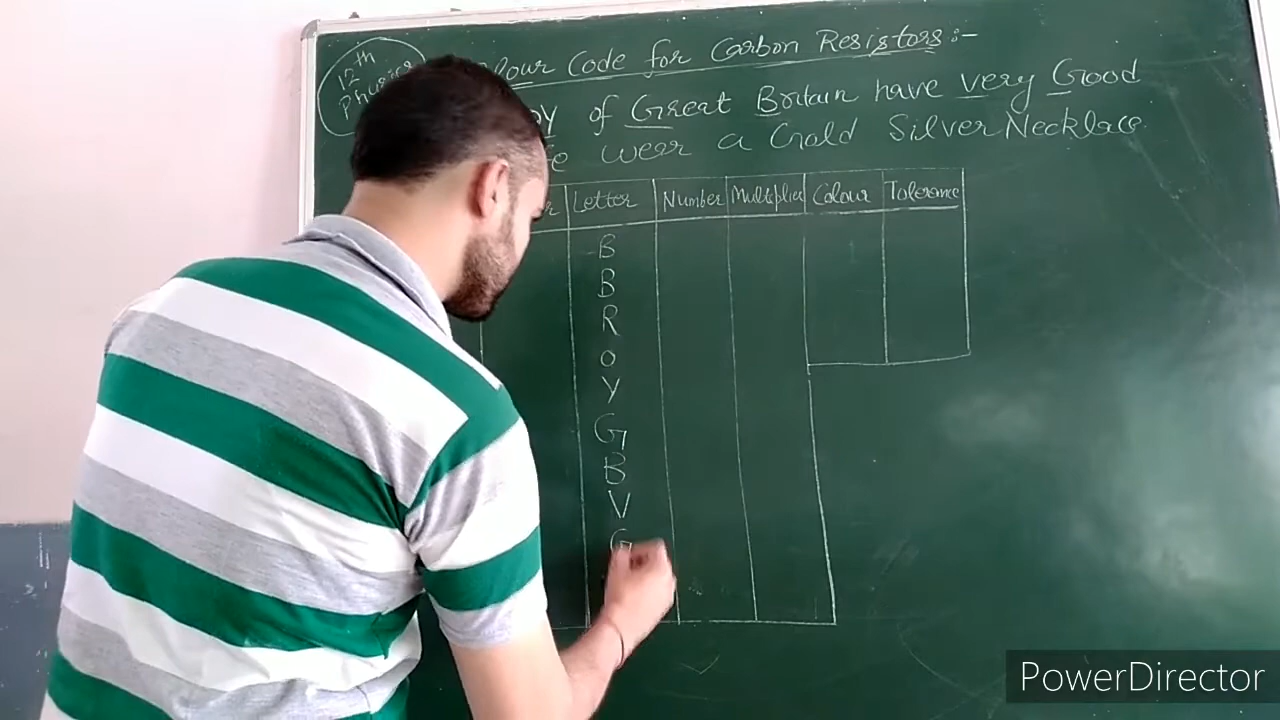 12th
Physics
lour Code for Carbon Resistors :-
oy of Great Britain have very Good
wear a Gold Silver Necklace
Letter Number Multiplier Colour Tolerance
B
B
R
O
Y
G
B
V
G
PowerDirector